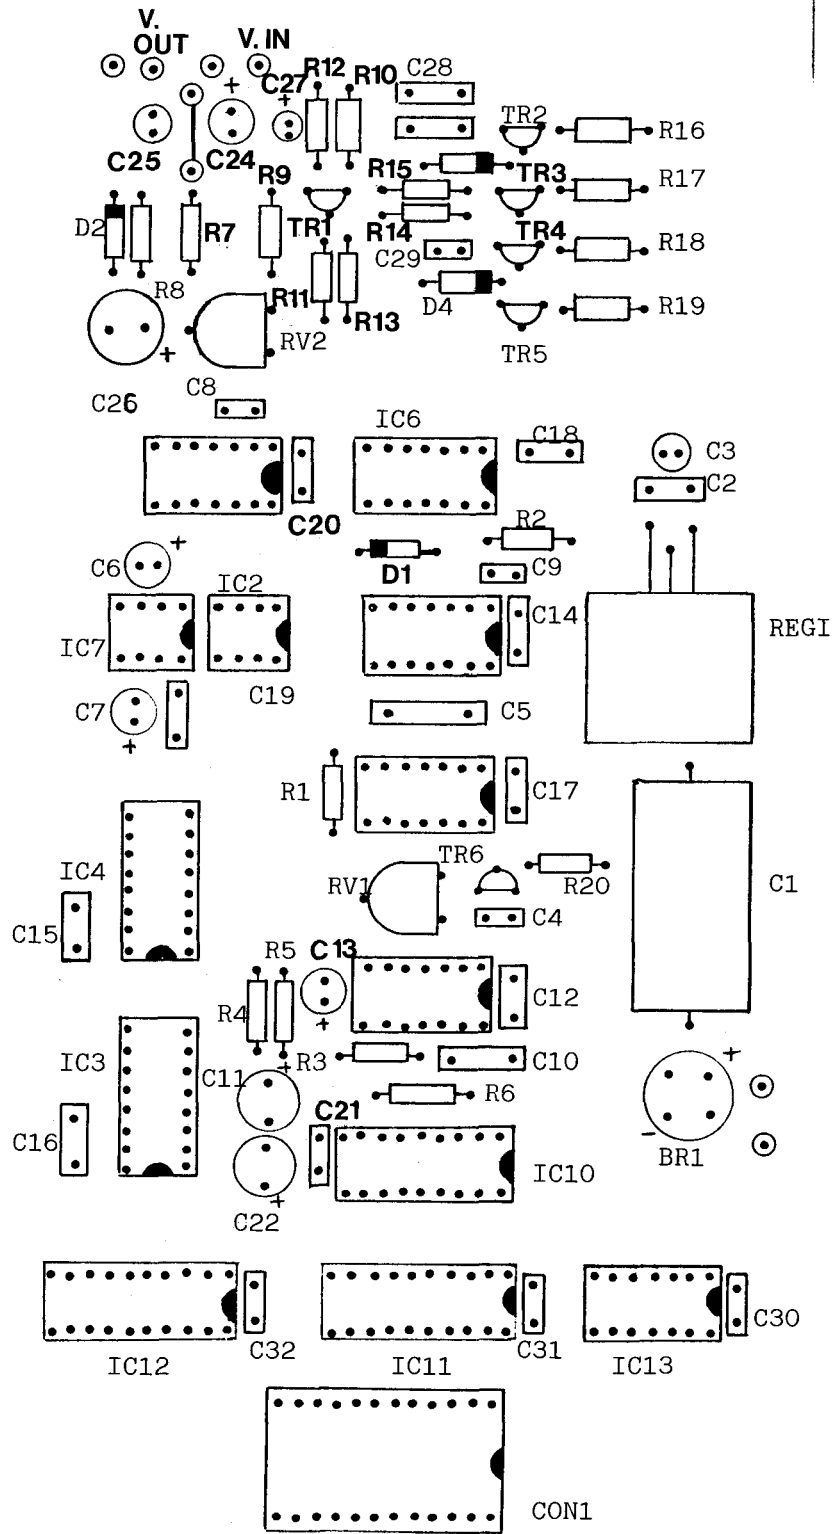 V.
OUT
V. IN
C27
R12
R10
C28
TR2
R16
C25
C24
R15
TR3
R17
R9
D2
R7
TR1
R14
TR4
C29
R18
R8
R11
R13
D4
R19
RV2
TR5
C8
C26
IC6
C18
C3
C2
C20
R2
C6
D1
C9
IC2
C14
IC7
REGI
C19
C7
C5
R1
C17
TR6
IC4
RV1
R20
C1
C15
C4
R5
C13
R4
C12
IC3
C11
R3
C10
R6
C21
C16
BR1
IC10
C22
C32
C31
C30
IC12
IC11
IC13
CON1